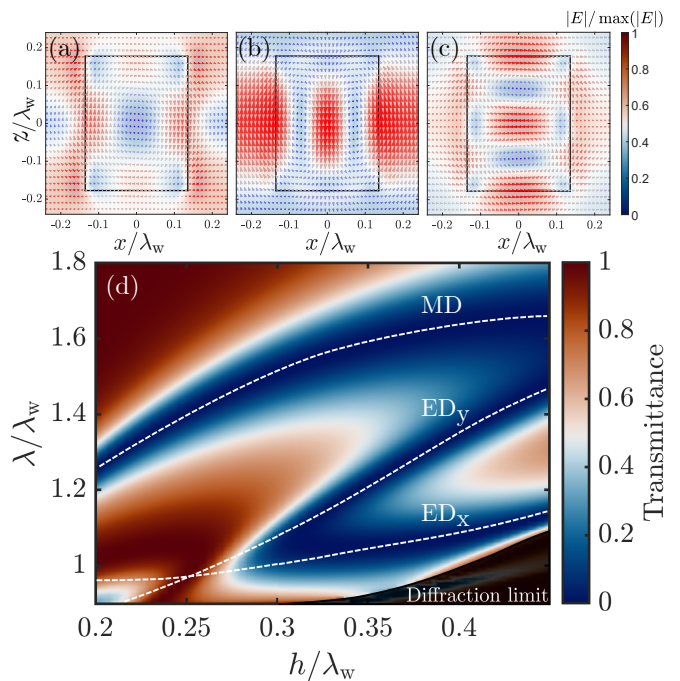 |E|/ max(|E|)
(a) (b) (c)
0.2 0.1 0 -0.1 -0.2
z/λw
-0.2 -0.1 0 0.1 0.2
-0.2 -0.1 0 0.1 0.2
-0.2 -0.1 0 0.1 0.2
x/λw x/λw x/λw
1 0.8 0.6 0.4 0.2 0
(d)
MD
EDy
EDx
Diffraction limit
1.8 1.6 1.4 1.2 1
λ/λw
0.2 0.25 0.3 0.35 0.4
h/λw
1 0.8 0.6 0.4 0.2 0
Transmittance